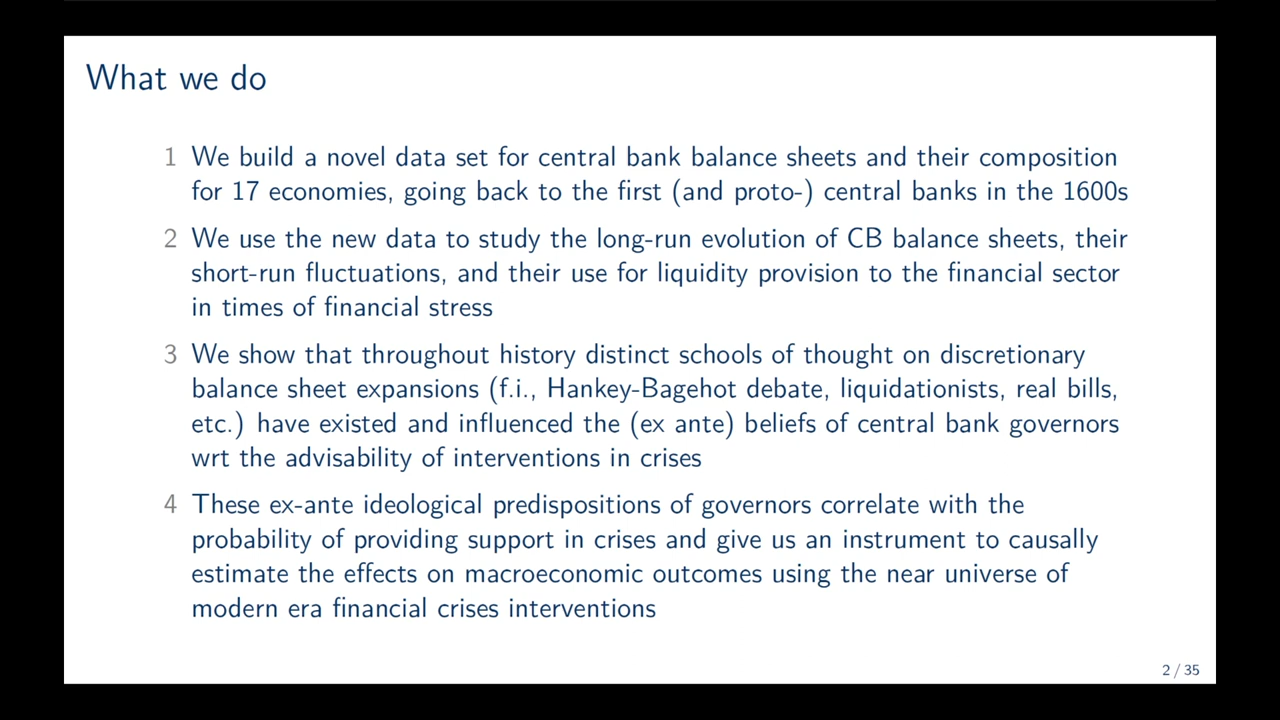 What we do
1 We build a novel data set for central bank balance sheets and their composition
for 17 economies, going back to the first (and proto-) central banks in the 1600s
2 We use the new data to study the long-run evolution of CB balance sheets, their
short-run fluctuations, and their use for liquidity provision to the financial sector
in times of financial stress
3 We show that throughout history distinct schools of thought on discretionary
balance sheet expansions (f.i., Hankey-Bagehot debate, liquidationists, real bills,
etc.) have existed and influenced the (ex ante) beliefs of central bank governors
wrt the advisability of interventions in crises
4 These ex-ante ideological predispositions of governors correlate with the
probability of providing support in crises and give us an instrument to causally
estimate the effects on macroeconomic outcomes using the near universe of
modern era financial crises interventions
2 / 35